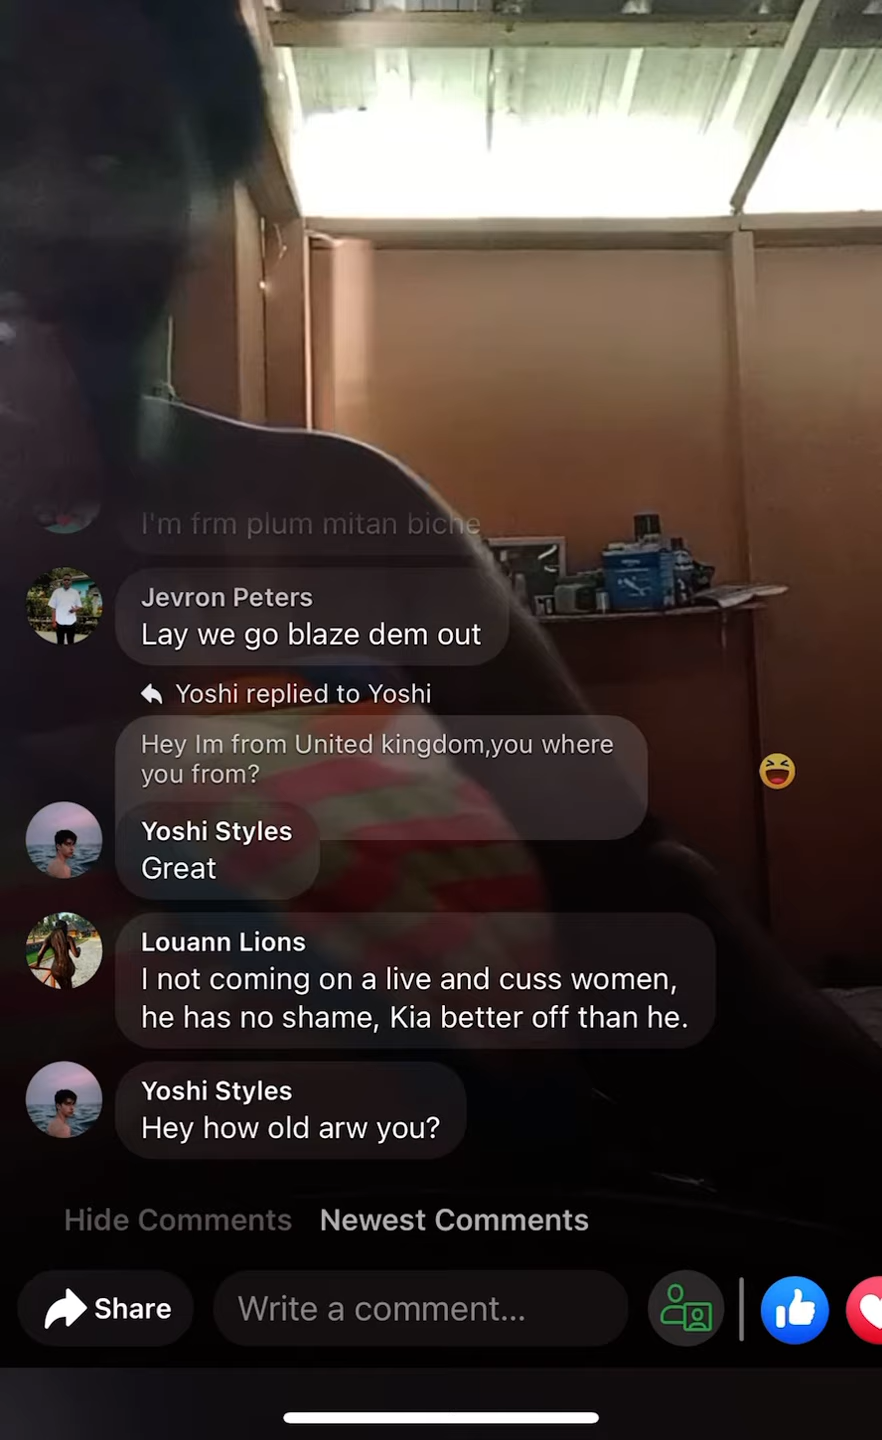 I'm frm plum mitan biche
Jevron Peters
Lay we go blaze dem out
Yoshi replied to Yoshi
Hey Im from United kingdom,you where
you from?
Yoshi Styles
Great
Louann Lions
I not coming on a live and cuss women,
he has no shame, Kia better off than he.
Yoshi Styles
Hey how old arw you?
Hide Comments Newest Comments
Share Write a comment...